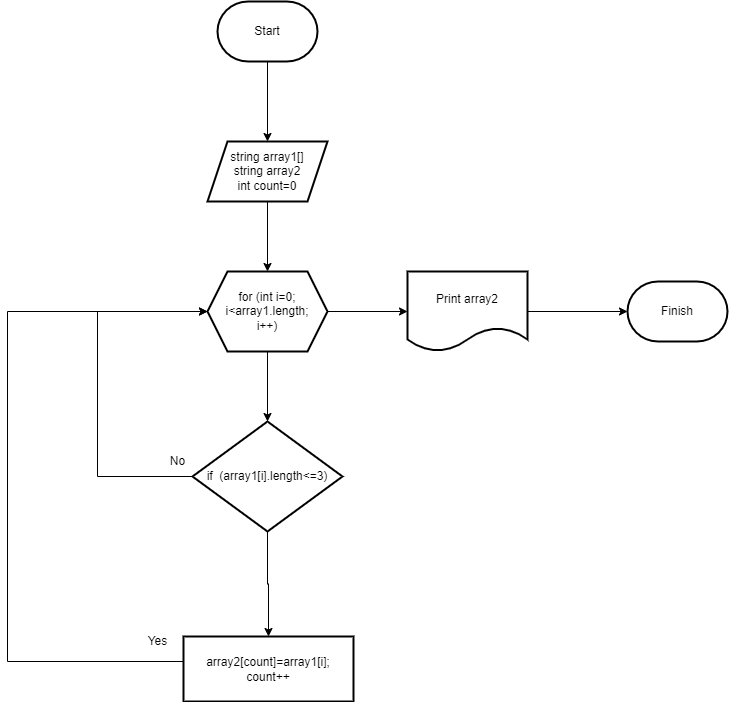 Start
string array1[]
string array2
int count=0
for (int i=0;
i<array1.length;
i++)
Print array2
Finish
No
if (array1[i].length<=3)
Yes
array2[count]=array1[i];
count++